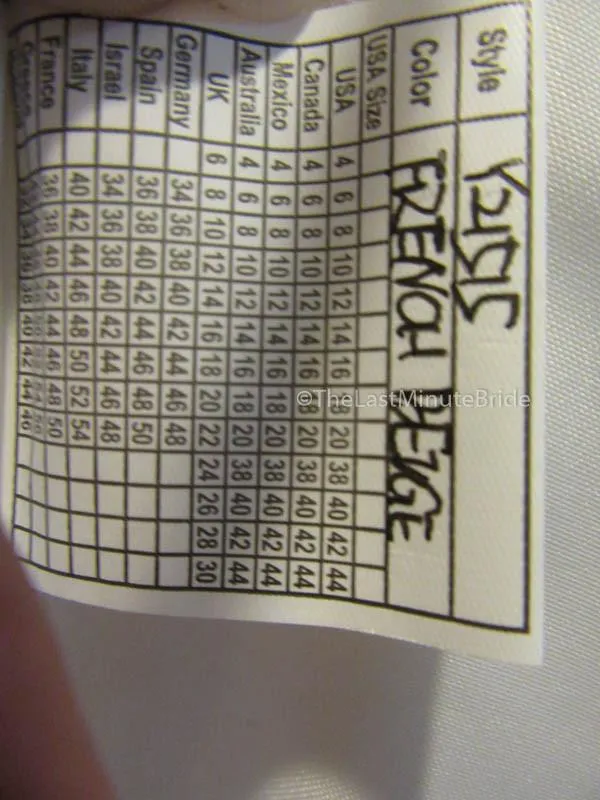 Style Y21515
Color FRENCH BEIGE
USA Size
USA 4 6 8 10 12 14 16 18 20 38 40 42 44
Canada 4 6 8 10 12 14 16 18 20 38 40 42 44
Mexico 4 6 8 10 12 14 16 18 20 38 40 42 44
Australia 4 6 8 10 12 14 16 18 20 38 40 42 44
UK 6 8 10 12 14 16 18 20 22 24 26 28 30
Germany 34 36 38 40 42 44 46 48
Spain 36 38 40 42 44 46 48 50
Israel 34 36 38 40 42 44 46 48
Italy 40 42 44 46 48 50 52 54
France 36 38 40 42 44 46 48 50
©TheLastMinuteBride